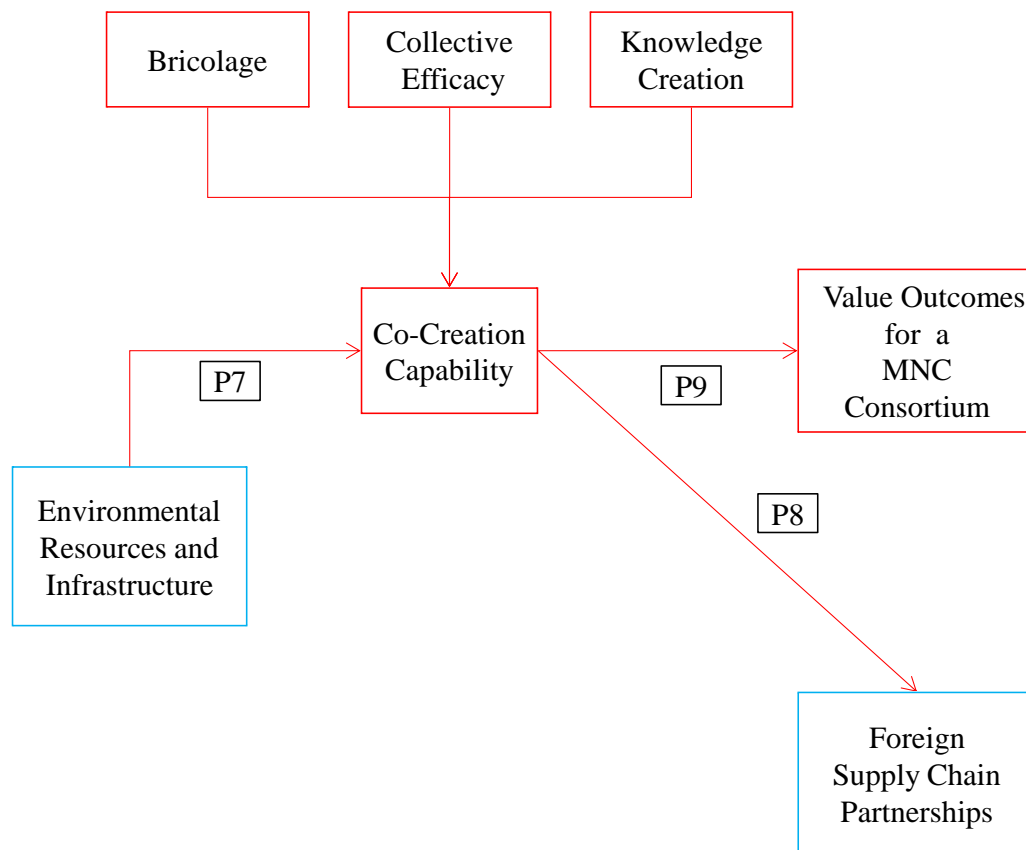 Bricolage
Collective
Efficacy
Knowledge
Creation
Co-Creation
Capability
Value Outcomes
for a
MNC
Consortium
P7
P9
Environmental
Resources and
Infrastructure
P8
Foreign
Supply Chain
Partnerships